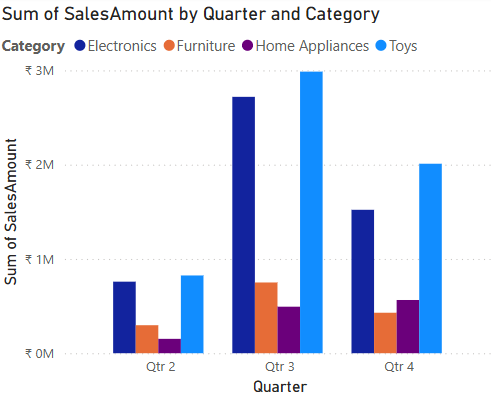 Sum of SalesAmount by Quarter and Category
Category Electronics Furniture Home Appliances Toys
₹ 3M
₹ 2M
₹ 1M
₹ 0M
Sum of SalesAmount
Qtr 2 Qtr 3 Qtr 4
Quarter